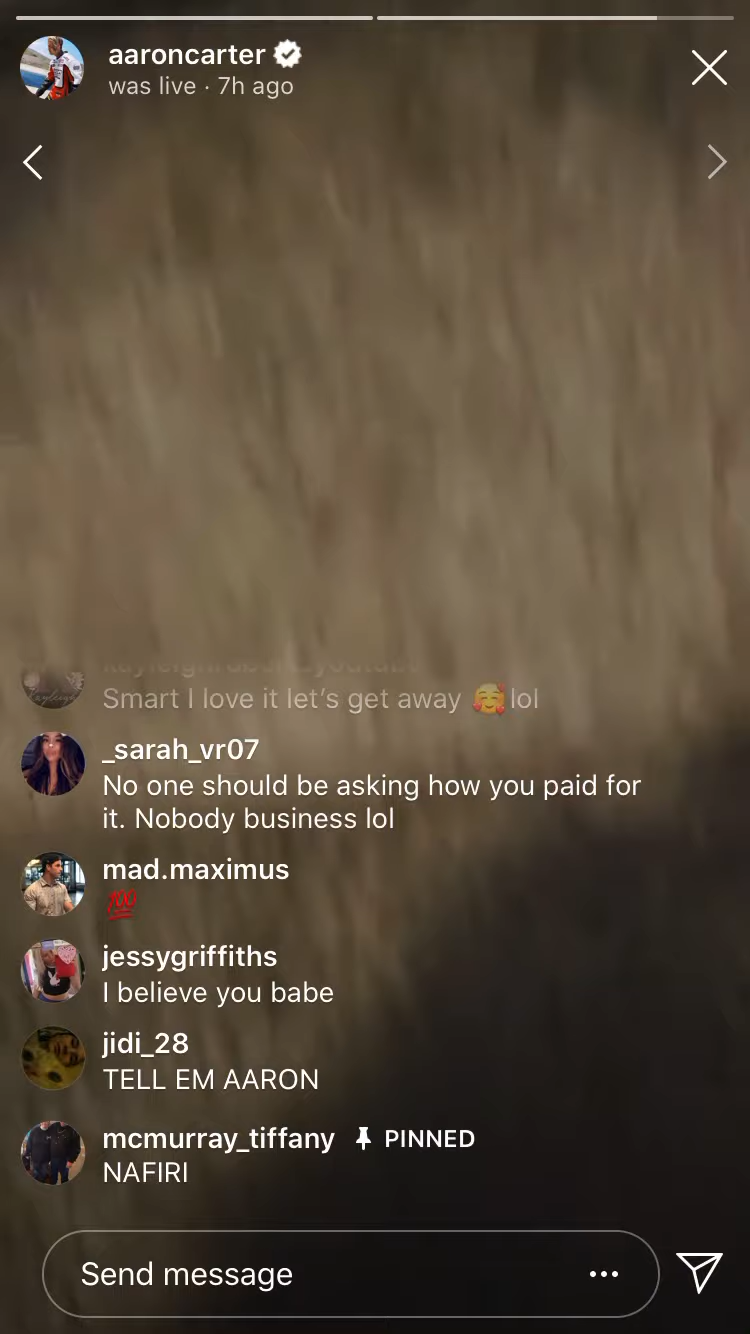 aaroncarter
was live · 7h ago
Smart I love it let's get away 🥰 lol
_sarah_vr07
No one should be asking how you paid for
it. Nobody business lol
mad.maximus
💯
jessygriffiths
I believe you babe
jidi_28
TELL EM AARON
mcmurray_tiffany PINNED
NAFIRI
Send message